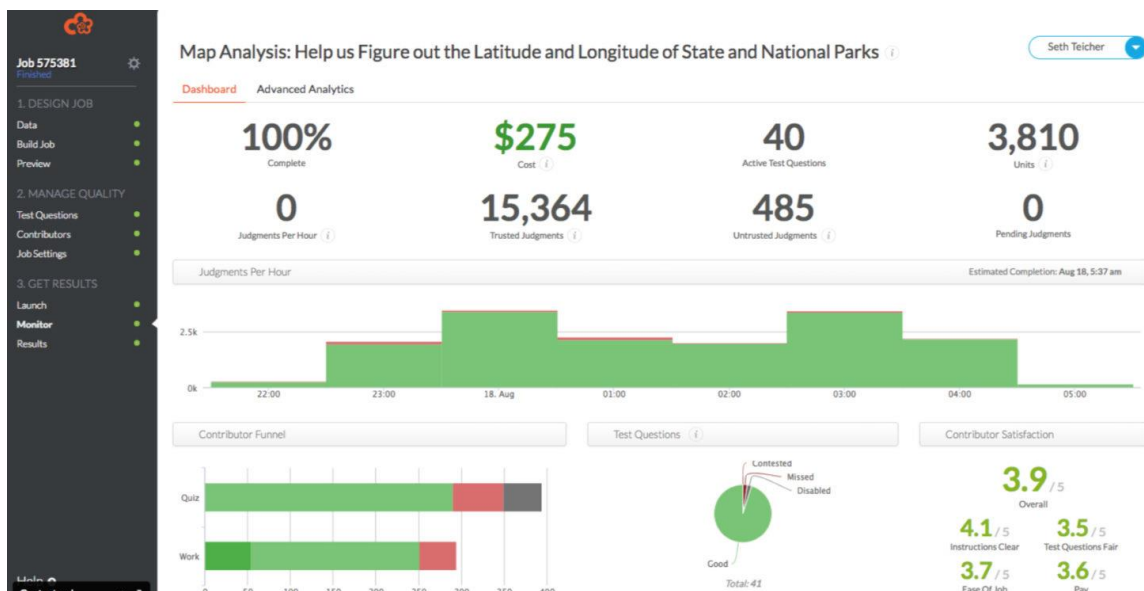 Job 575381
Finished
1. DESIGN JOB
Data
Build Job
Preview
2. MANAGE QUALITY
Test Questions
Contributors
Job Settings
3. GET RESULTS
Launch
Monitor
Results
Map Analysis: Help us Figure out the Latitude and Longitude of State and National Parks i
Seth Teicher
Dashboard Advanced Analytics
100% $275 40 3,810
Complete Cost i Active Test Questions Units i
0 15,364 485 0
Judgments Per Hour i Trusted Judgments i Untrusted Judgments i Pending Judgments
Judgments Per Hour Estimated Completion: Aug 18, 5:37 am
2.5k
0k
22:00 23:00 18. Aug 01:00 02:00 03:00 04:00 05:00
Contributor Funnel Test Questions i Contributor Satisfaction
Quiz
Work
Contested
Missed
Disabled
Good
Total: 41
3.9 / 5
Overall
4.1 / 5 3.5 / 5
Instructions Clear Test Questions Fair
3.7 / 5 3.6 / 5
Ease Of Job Pay